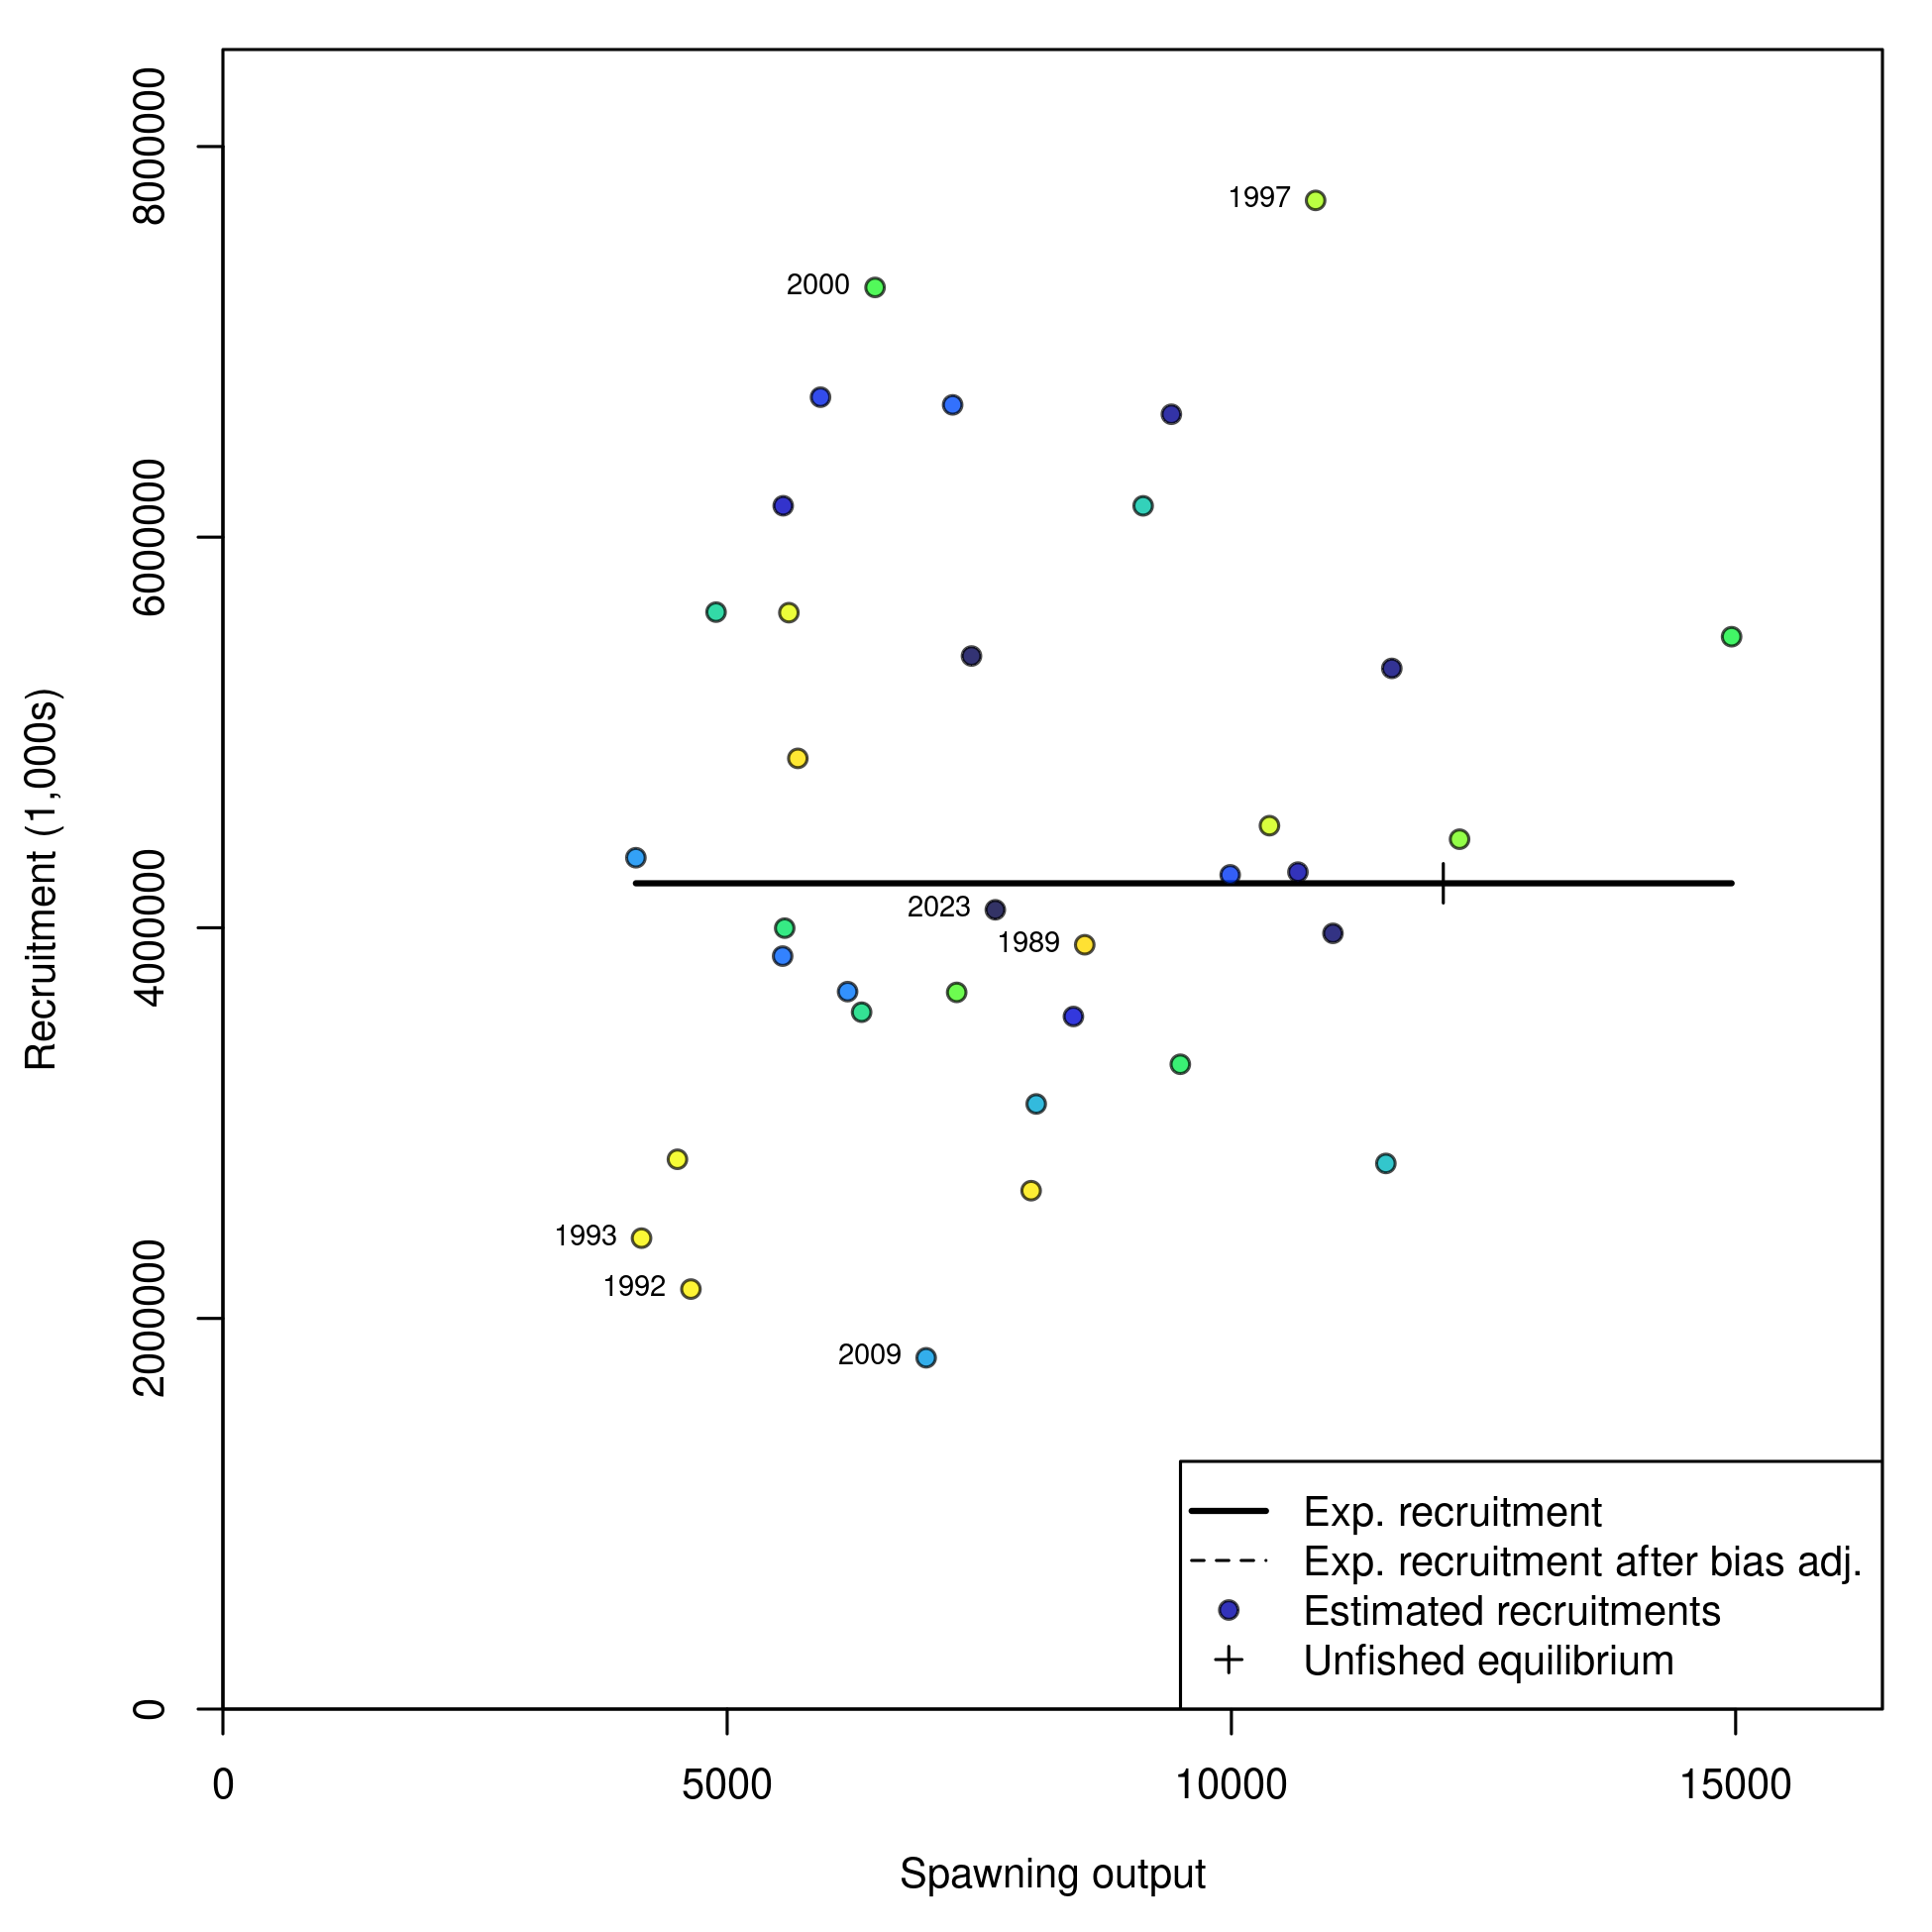 8000000
6000000
4000000
2000000
0
Recruitment (1,000s)
1997
2000
2023
1989
1993
1992
2009
Exp. recruitment
Exp. recruitment after bias adj.
Estimated recruitments
Unfished equilibrium
0 5000 10000 15000
Spawning output